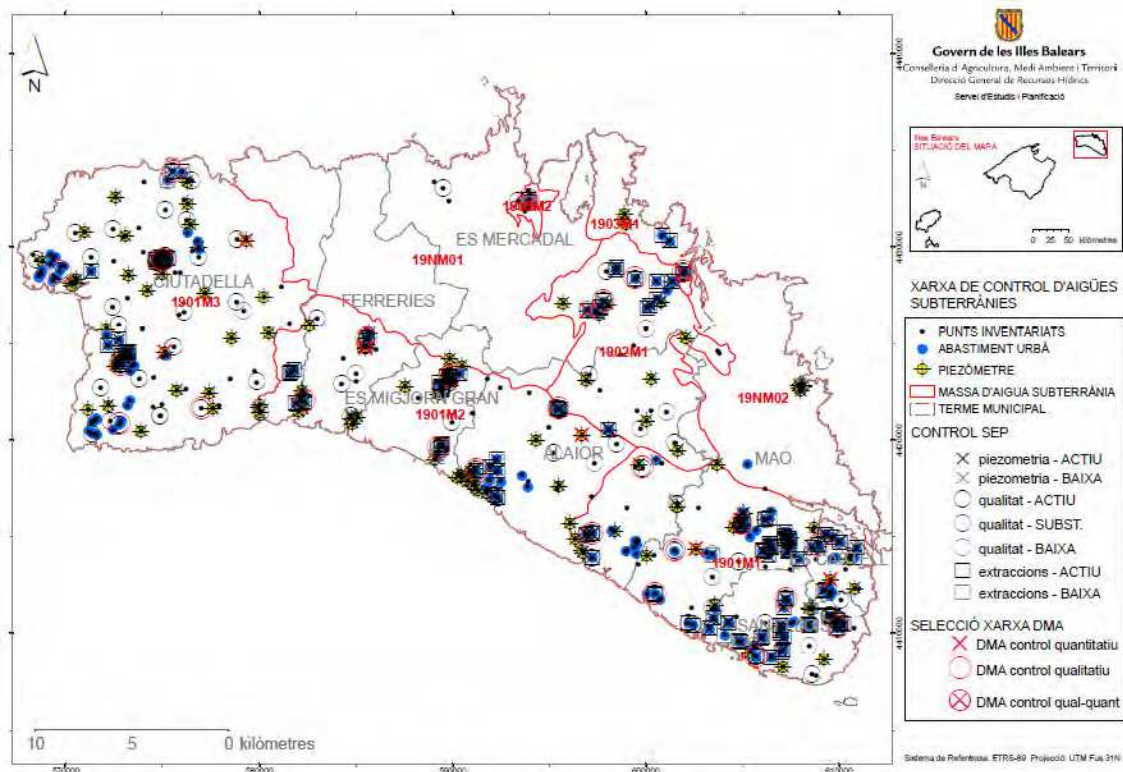 N
CIUTADELLA
1901M3
FERRERIES
ES MERCADAL
19NM01
1903M1
1902M1
19NM02
ES MIGJORN GRAN
1901M2
ALAIOR
MAÓ
1901M1
10 5 0 kilòmetres
Govern de les Illes Balears
Conselleria d'Agricultura, Medi Ambient i Territori
Direcció General de Recursos Hídrics
Servei d'Estudis i Planificació
Illes Balears
SITUACIÓ DEL MAPA
N
0 25 50 kilòmetres
XARXA DE CONTROL D'AIGÜES
SUBTERRÀNIES
PUNTS INVENTARIATS
ABASTIMENT URBÀ
PIEZÒMETRE
MASSA D'AIGUA SUBTERRÀNIA
TERME MUNICIPAL
CONTROL SEP
piezometria - ACTIU
piezometria - BAIXA
qualitat - ACTIU
qualitat - SUBST.
qualitat - BAIXA
extraccions - ACTIU
extraccions - BAIXA
SELECCIÓ XARXA DMA
DMA control quantitatiu
DMA control qualitatiu
DMA control qual-quant
Sistema de Referència: ETRS-89 Projecció UTM Fus 31N